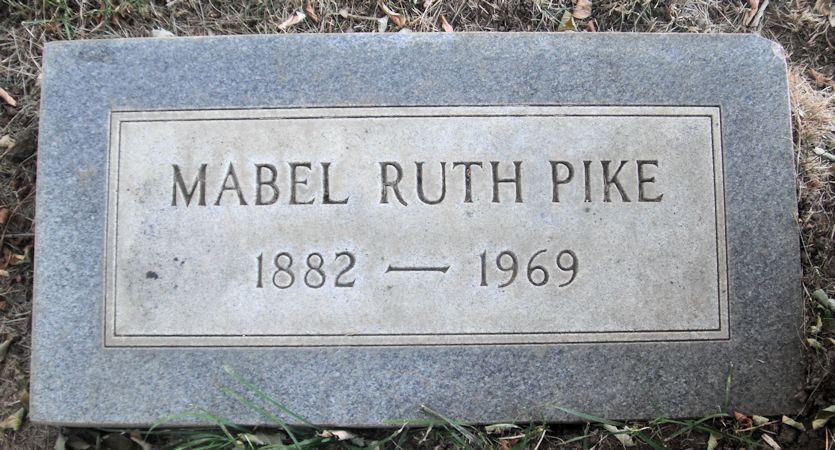 MABEL RUTH PIKE
1882 — 1969